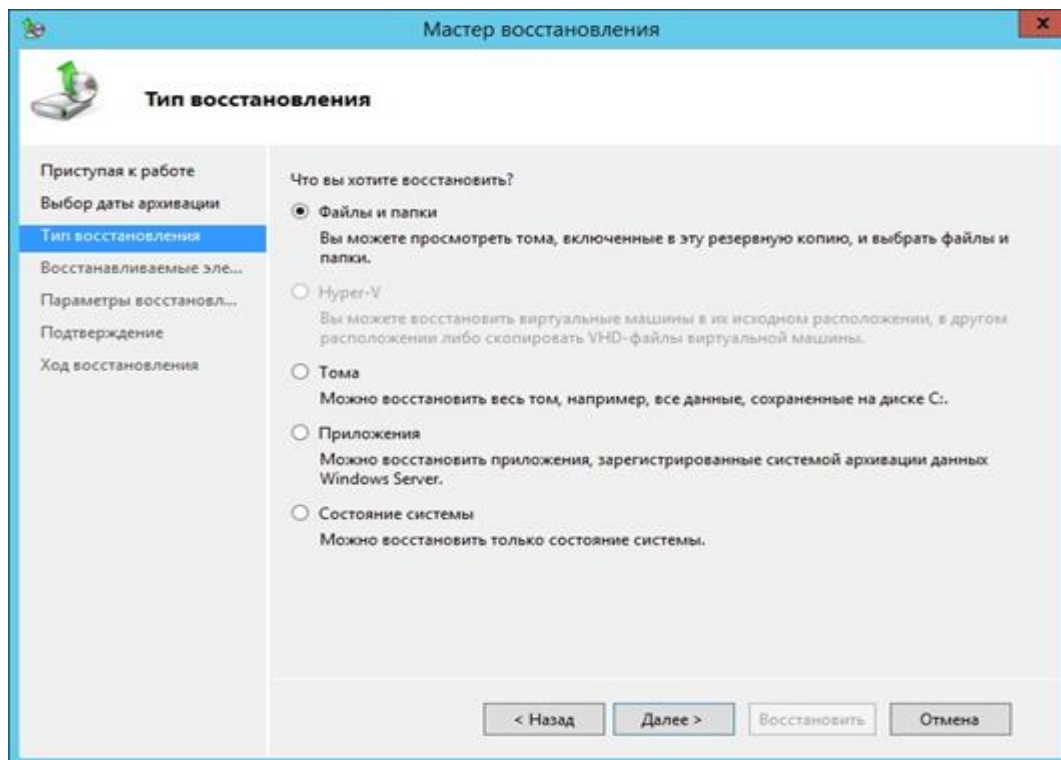 Мастер восстановления
x
Тип восстановления
Приступая к работе
Выбор даты архивации
Тип восстановления
Восстанавливаемые эле...
Параметры восстановл...
Подтверждение
Ход восстановления
Что вы хотите восстановить?
Файлы и папки
Вы можете просмотреть тома, включенные в эту резервную копию, и выбрать файлы и
папки.
Hyper-V
Вы можете восстановить виртуальные машины в их исходном расположении, в другом
расположении либо скопировать VHD-файлы виртуальной машины.
Тома
Можно восстановить весь том, например, все данные, сохраненные на диске C:.
Приложения
Можно восстановить приложения, зарегистрированные системой архивации данных
Windows Server.
Состояние системы
Можно восстановить только состояние системы.
< Назад
Далее >
Восстановить
Отмена